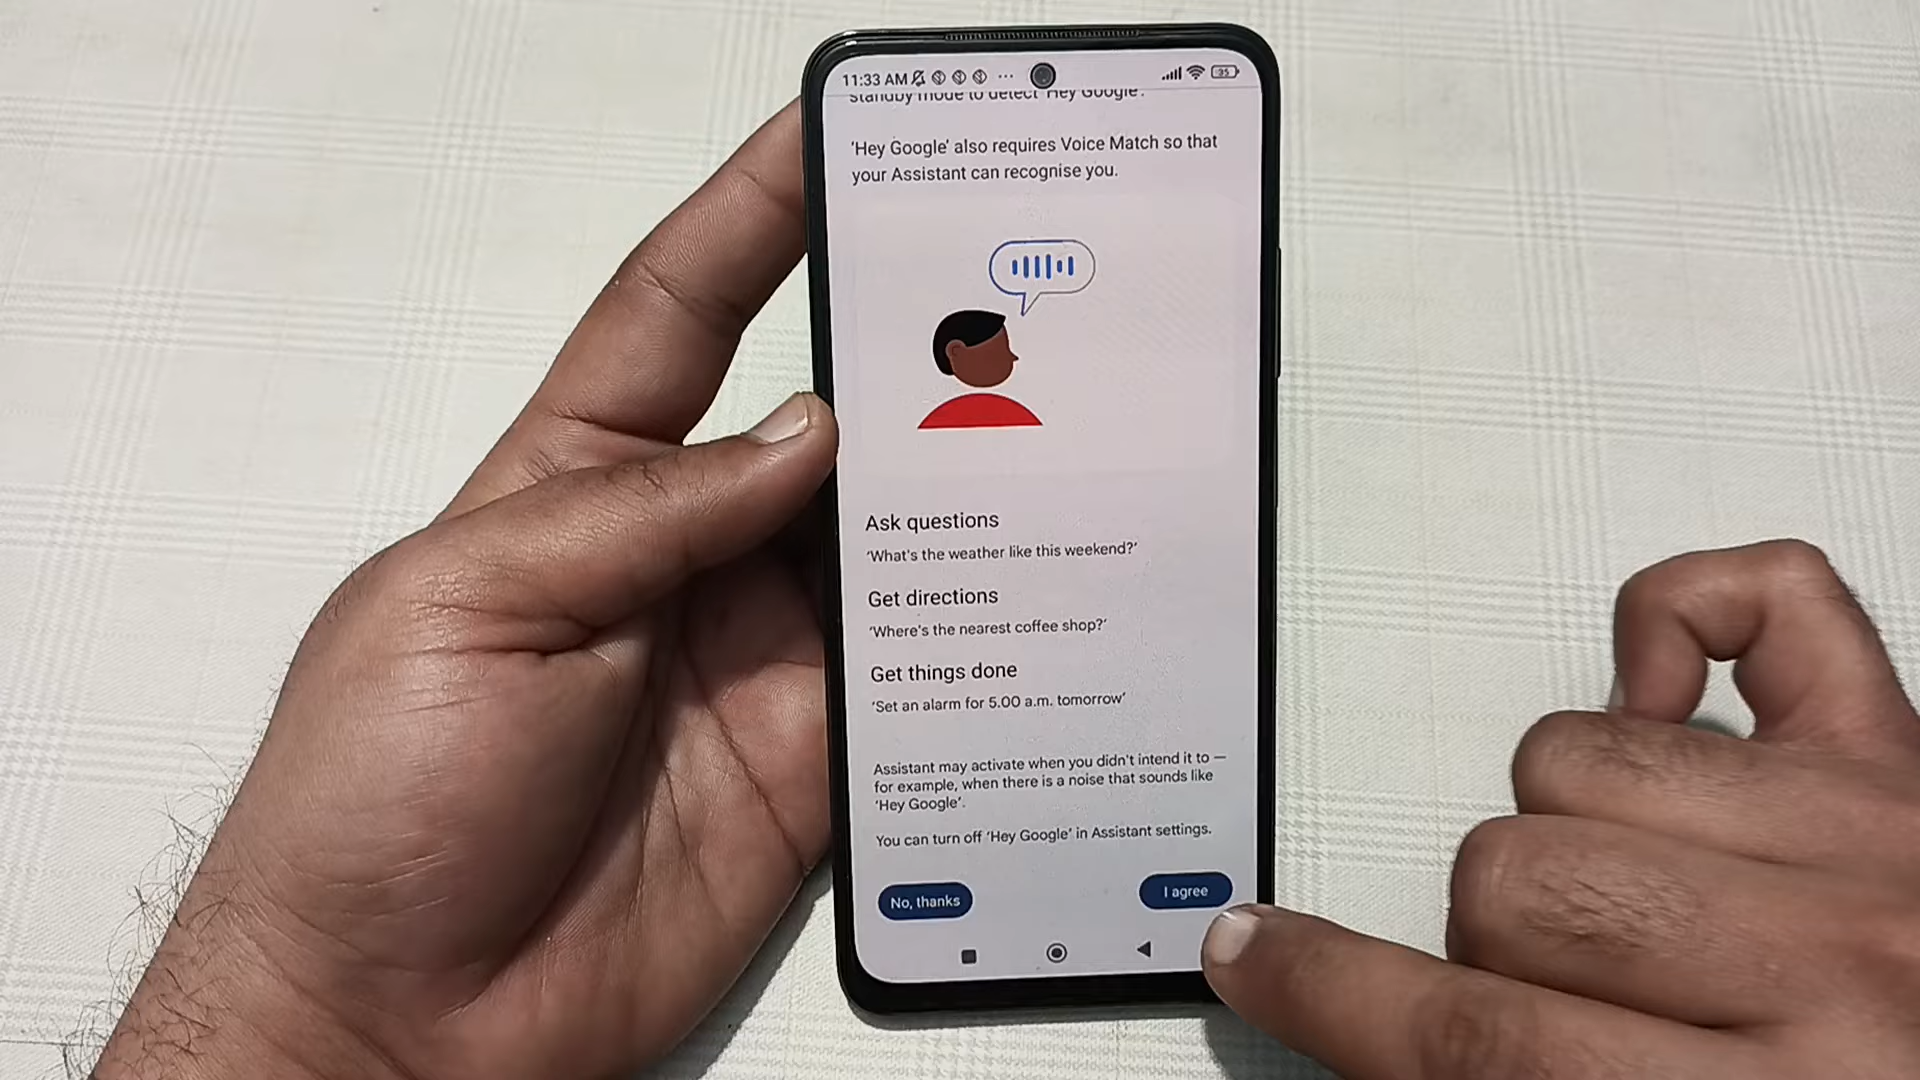 11:33 AM
35
standby mode to detect 'Hey Google'.
'Hey Google' also requires Voice Match so that
your Assistant can recognise you.
Ask questions
'What's the weather like this weekend?'
Get directions
'Where's the nearest coffee shop?'
Get things done
'Set an alarm for 5.00 a.m. tomorrow'
Assistant may activate when you didn't intend it to —
for example, when there is a noise that sounds like
'Hey Google'.
You can turn off 'Hey Google' in Assistant settings.
No, thanks
I agree